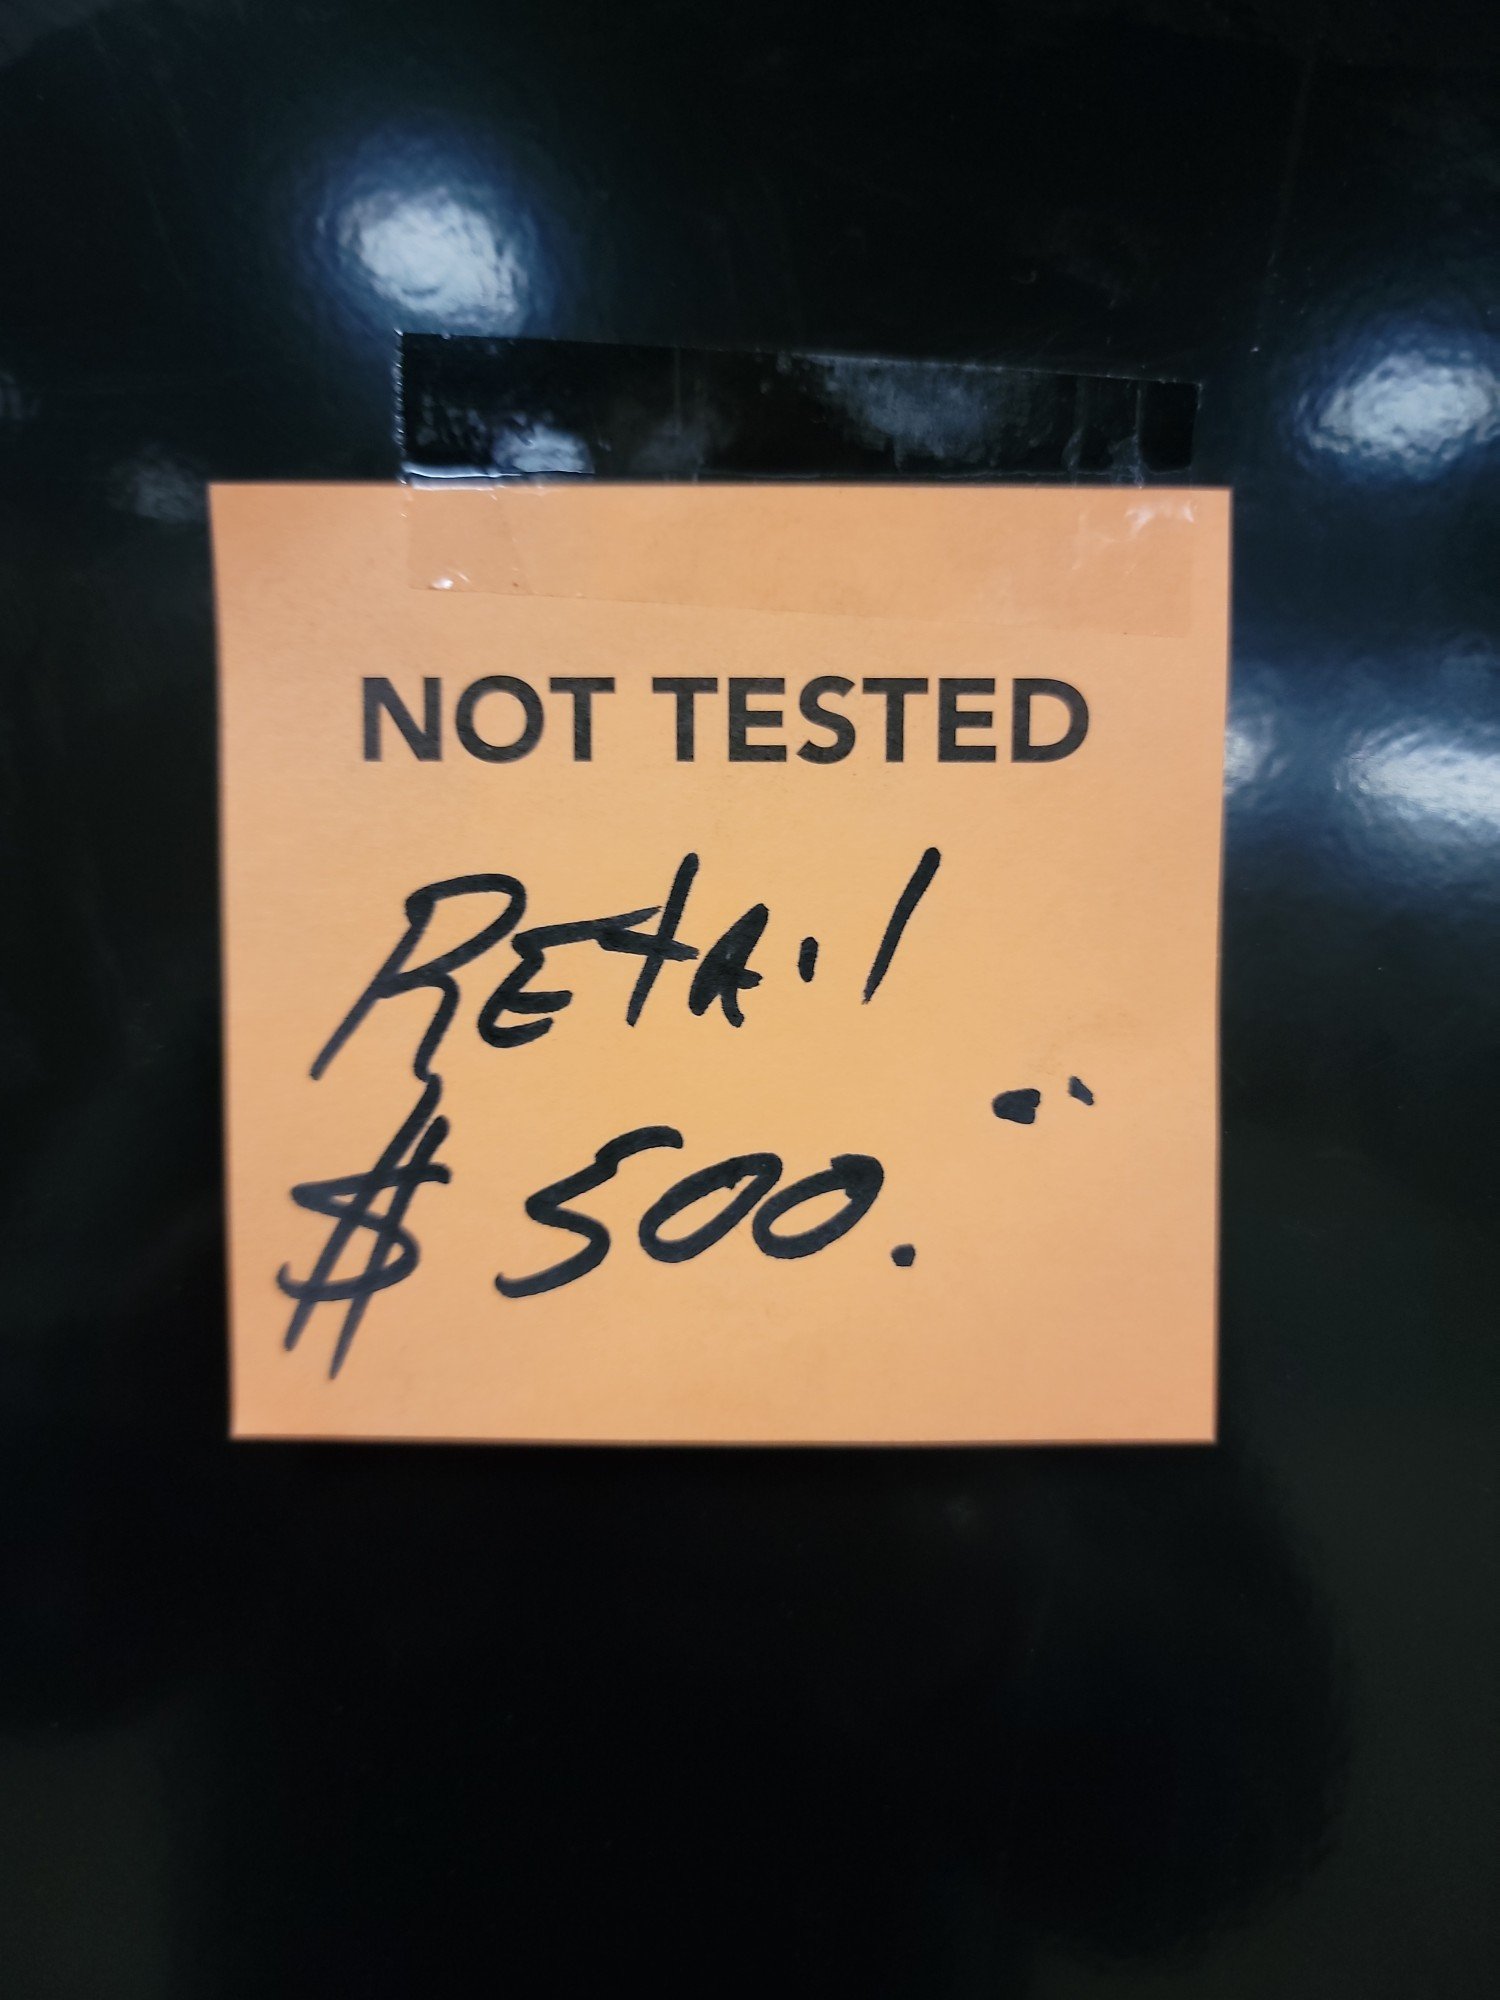 NOT TESTED
RETAIl
$ 500."